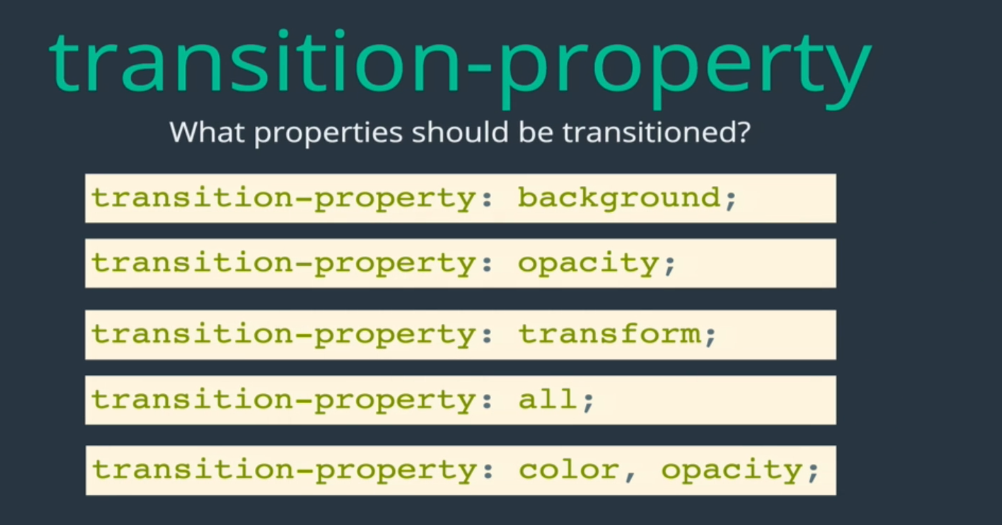 transition-property
What properties should be transitioned?
transition-property: background;
transition-property: opacity;
transition-property: transform;
transition-property: all;
transition-property: color, opacity;